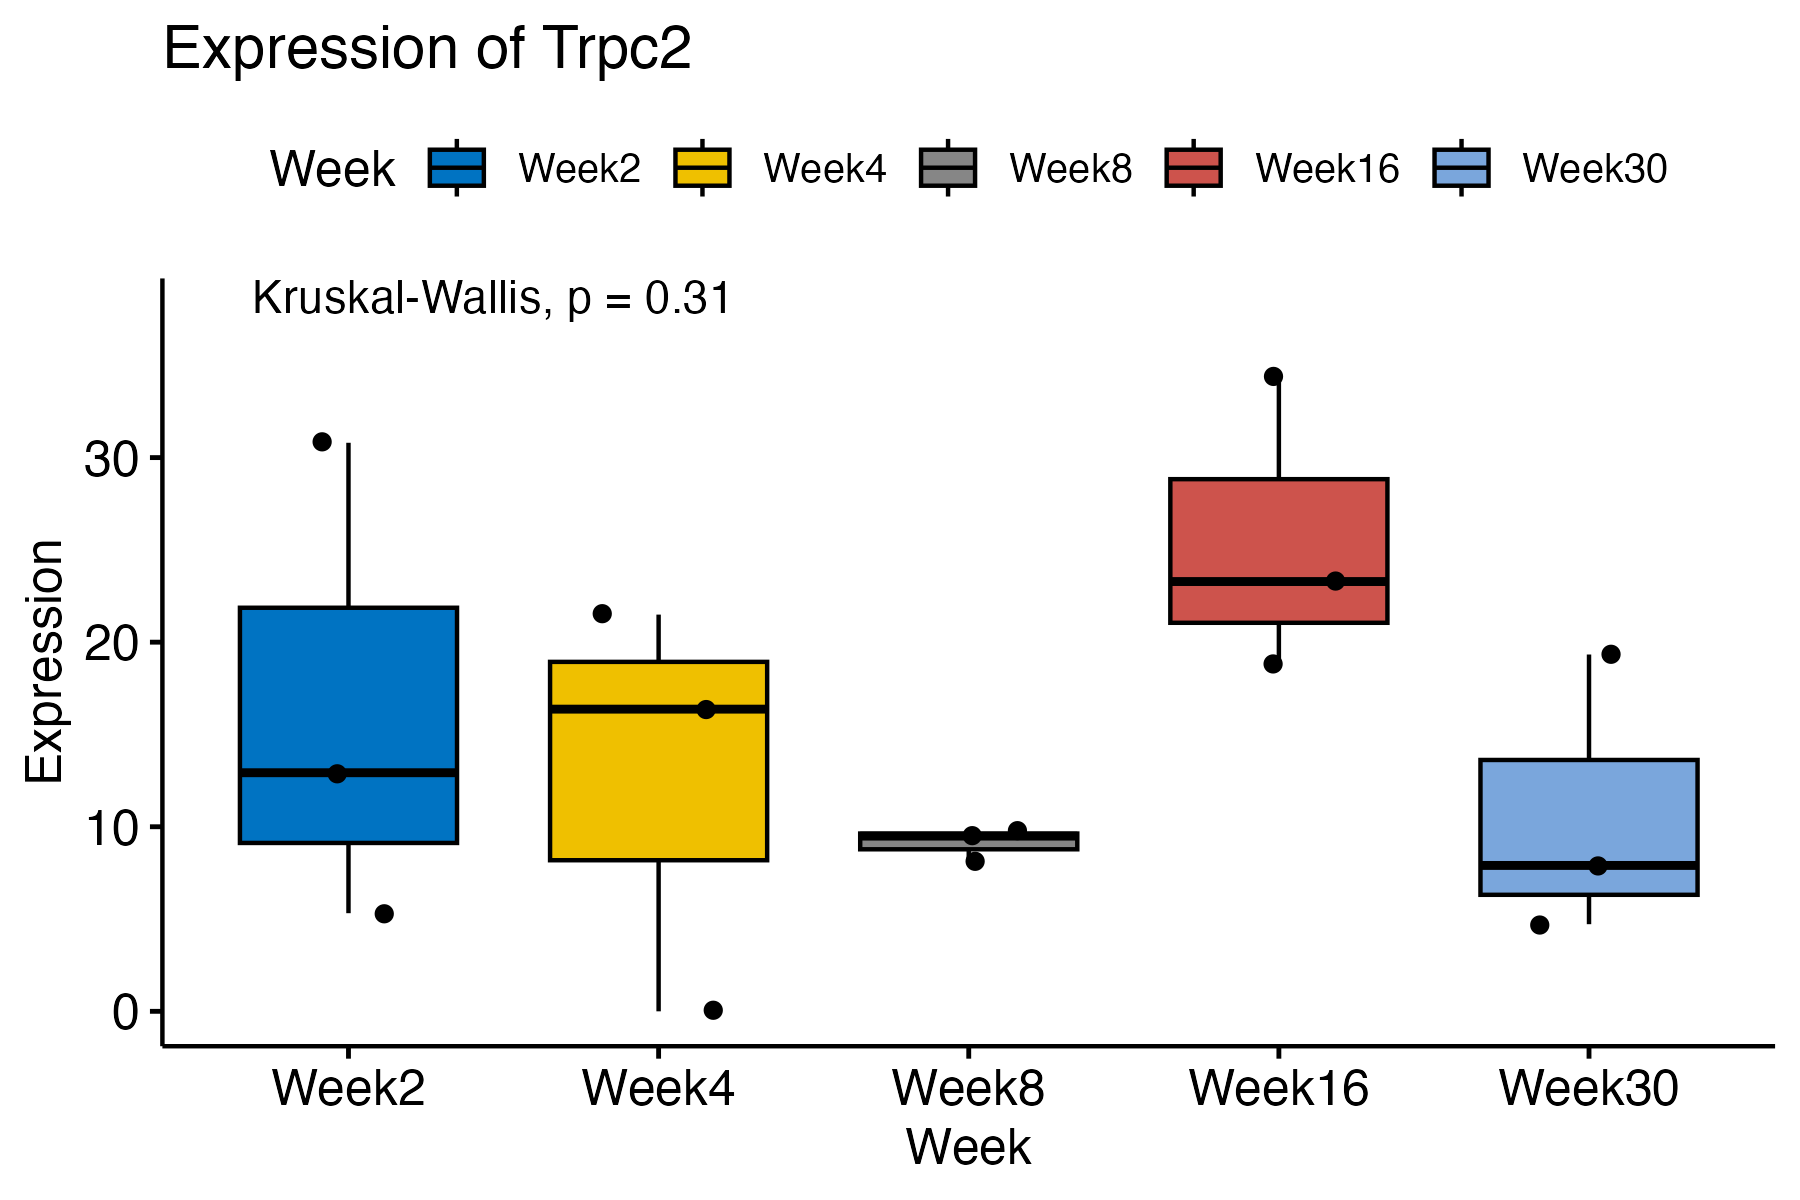 Expression of Trpc2
Week Week2 Week4 Week8 Week16 Week30
Kruskal-Wallis, p = 0.31
Expression
30
20
10
0
Week2 Week4 Week8 Week16 Week30
Week